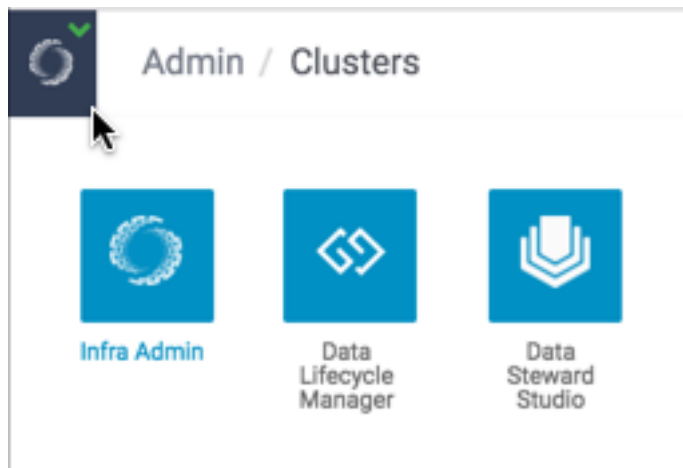 Admin / Clusters
Infra Admin
Data
Lifecycle
Manager
Data
Steward
Studio